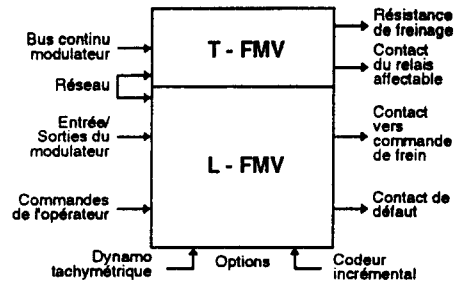 Bus continu
modulateur
Réseau
Entrée/
Sorties du
modulateur
Commandes
de l'opérateur
T - FMV
L - FMV
Résistance
de freinage
Contact
du relais
affectable
Contact
vers
commande
de frein
Contact de
défaut
Dynamo
tachymétrique
Options
Codeur
incrémental